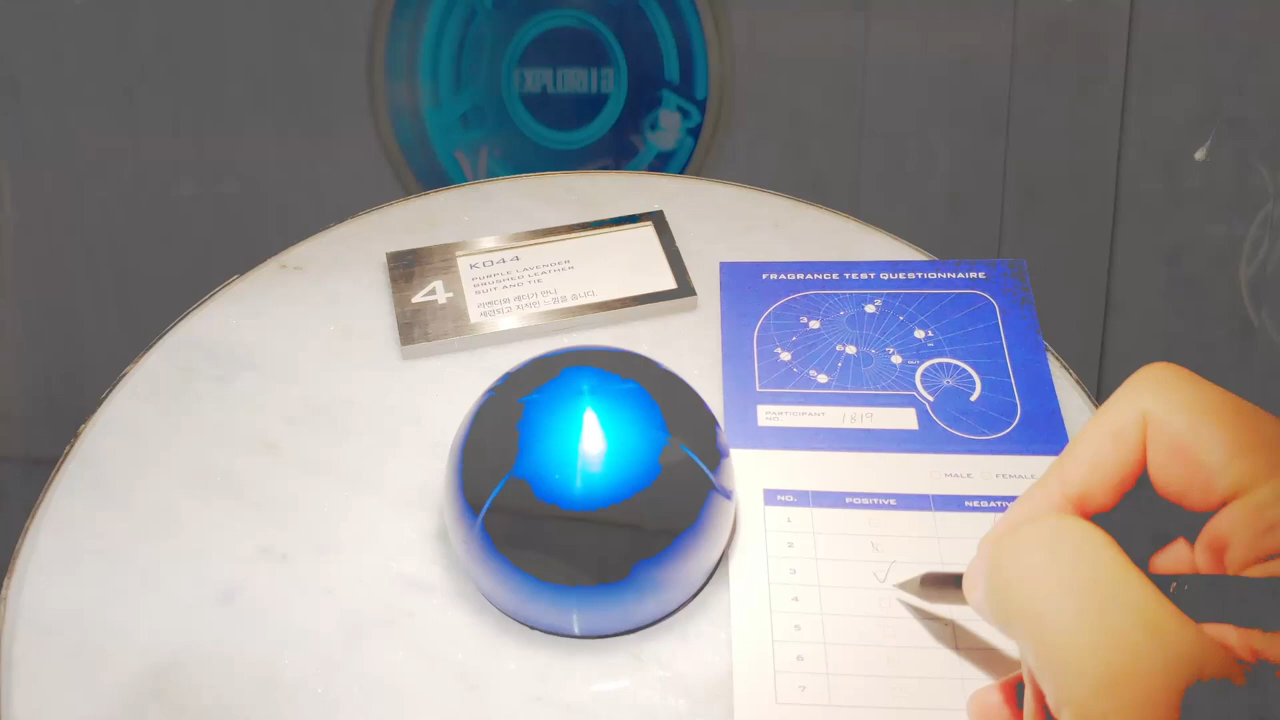 EXPLORING
4
K044
PURPLE LAVENDER
BRUSHED LEATHER
SUIT AND TIE
라벤더와 레더가 만나
세련되고 지적인 느낌을 줍니다.
FRAGRANCE TEST QUESTIONNAIRE
2
3
1
6
7
4
5
OUT
PARTICIPANT NO. 1819
MALE FEMALE
NO. POSITIVE NEGATIV
1
2
3
4
5
6
7